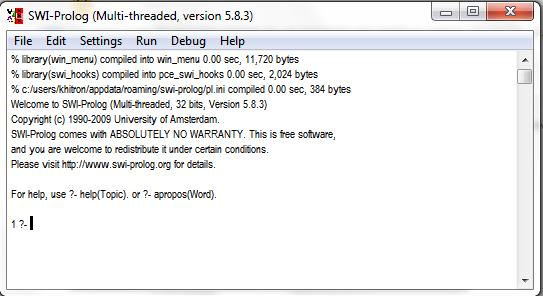 SWI-Prolog (Multi-threaded, version 5.8.3)
File Edit Settings Run Debug Help
% library(win_menu) compiled into win_menu 0.00 sec, 11,720 bytes
% library(swi_hooks) compiled into pce_swi_hooks 0.00 sec, 2,024 bytes
% c:/users/khitron/appdata/roaming/swi-prolog/pl.ini compiled 0.00 sec, 384 bytes
Welcome to SWI-Prolog (Multi-threaded, 32 bits, Version 5.8.3)
Copyright (c) 1990-2009 University of Amsterdam.
SWI-Prolog comes with ABSOLUTELY NO WARRANTY. This is free software,
and you are welcome to redistribute it under certain conditions.
Please visit http://www.swi-prolog.org for details.
For help, use ?- help(Topic). or ?- apropos(Word).
1 ?-